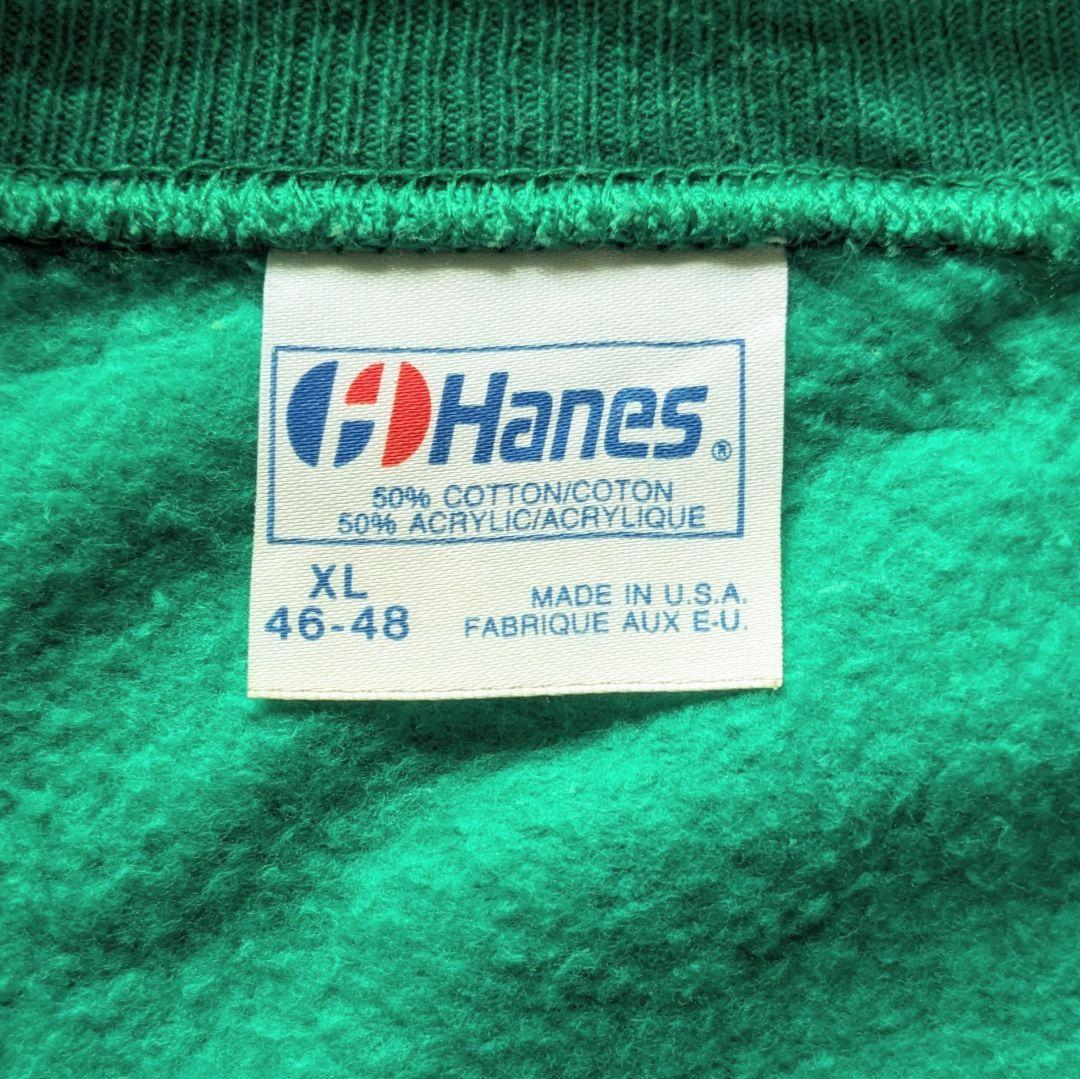 Hanes®
50% COTTON/COTON
50% ACRYLIC/ACRYLIQUE
XL
46-48
MADE IN U.S.A.
FABRIQUE AUX E-U.